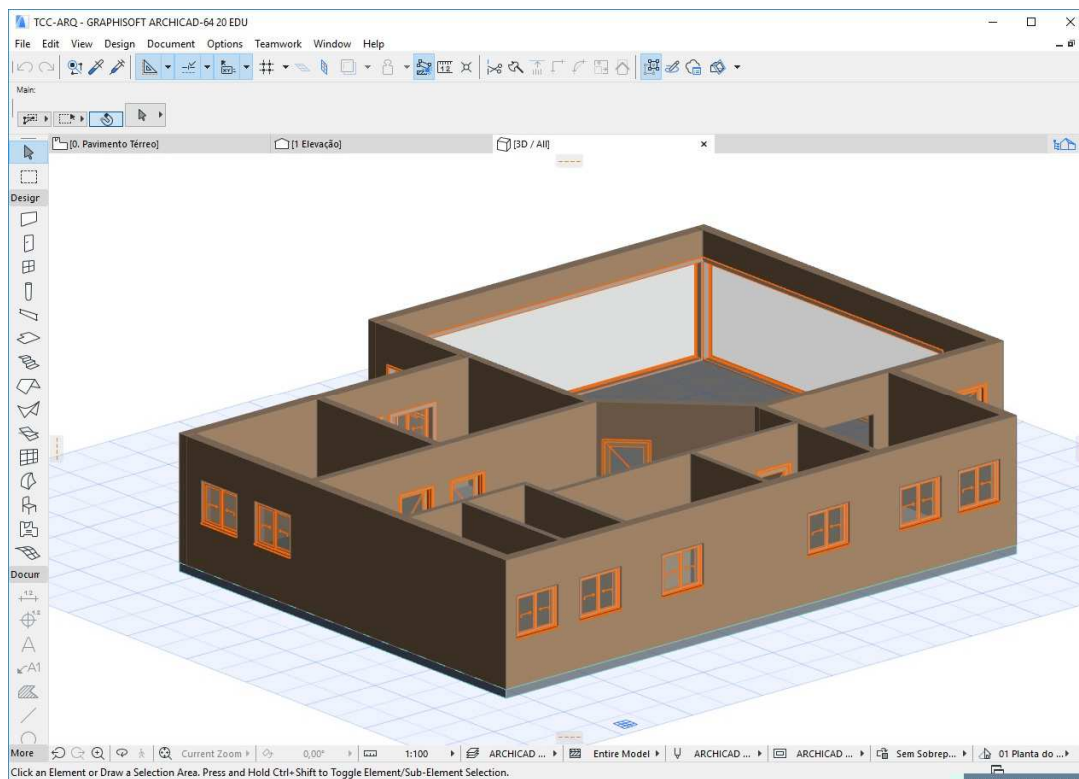 TCC-ARQ - GRAPHISOFT ARCHICAD-64 20 EDU
File Edit View Design Document Options Teamwork Window Help
Main:
[0. Pavimento Térreo] [1 Elevação] [3D / All]
Desigr
Docum
1.2
A
A1
More Current Zoom 0,00° 1:100 ARCHICAD ... Entire Model ARCHICAD ... ARCHICAD ... Sem Sobrep... 01 Planta do ...
Click an Element or Draw a Selection Area. Press and Hold Ctrl+Shift to Toggle Element/Sub-Element Selection.